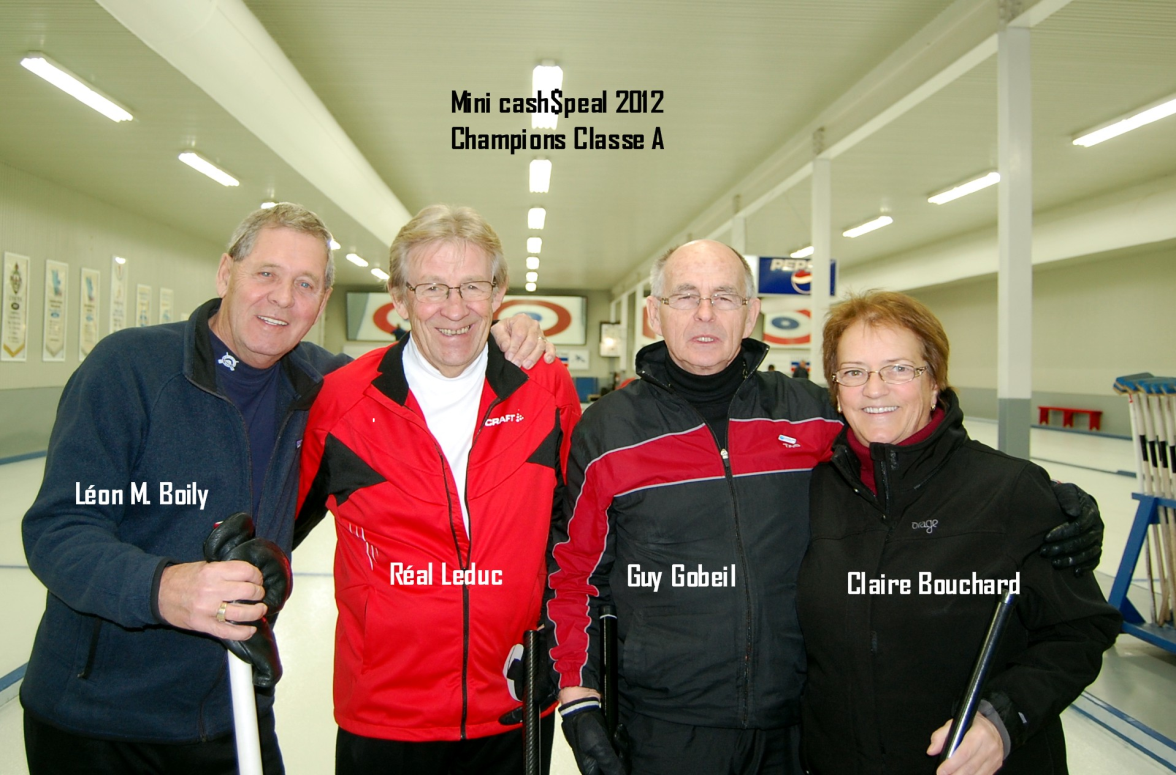 Mini cash$peal 2012
Champions Classe A
PEPSI
CRAFT
Léon M. Boily
Réal Leduc
Guy Gobeil
Claire Bouchard